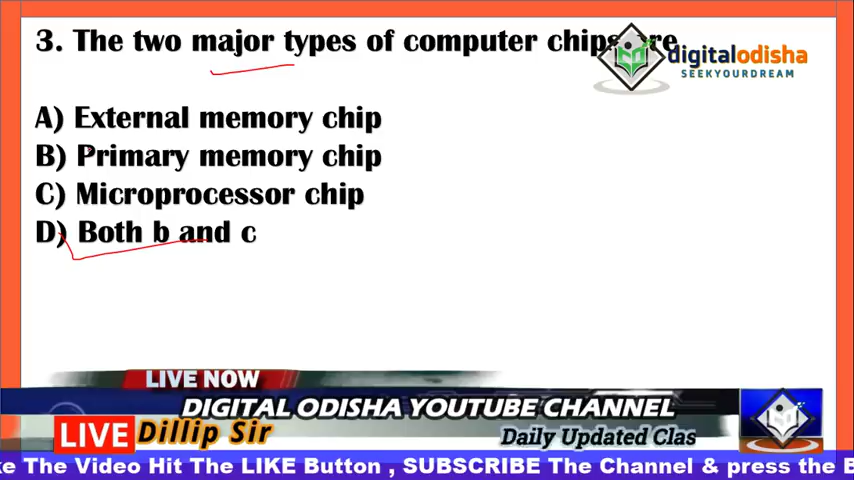 3. The two major types of computer chips are
digitalodisha
SEEKYOURDREAM
A) External memory chip
B) Primary memory chip
C) Microprocessor chip
D) Both b and c
LIVE NOW
DIGITAL ODISHA YOUTUBE CHANNEL
LIVE Dillip Sir
Daily Updated Clas
ke The Video Hit The LIKE Button , SUBSCRIBE The Channel & press the B